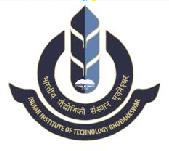 भारतीय प्रौद्योगिकी संस्थान भुवनेश्वर
INDIAN INSTITUTE OF TECHNOLOGY BHUBANESWAR